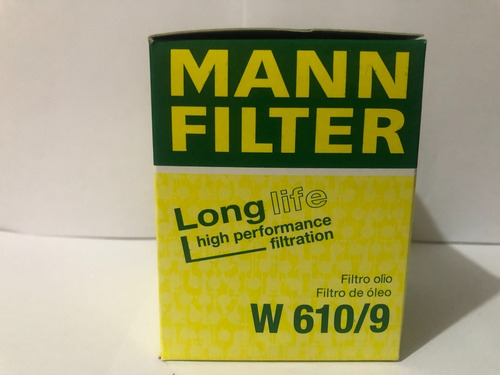 MANN
FILTER
Long life
high performance
filtration
Filtro olio
Filtro de óleo
W 610/9